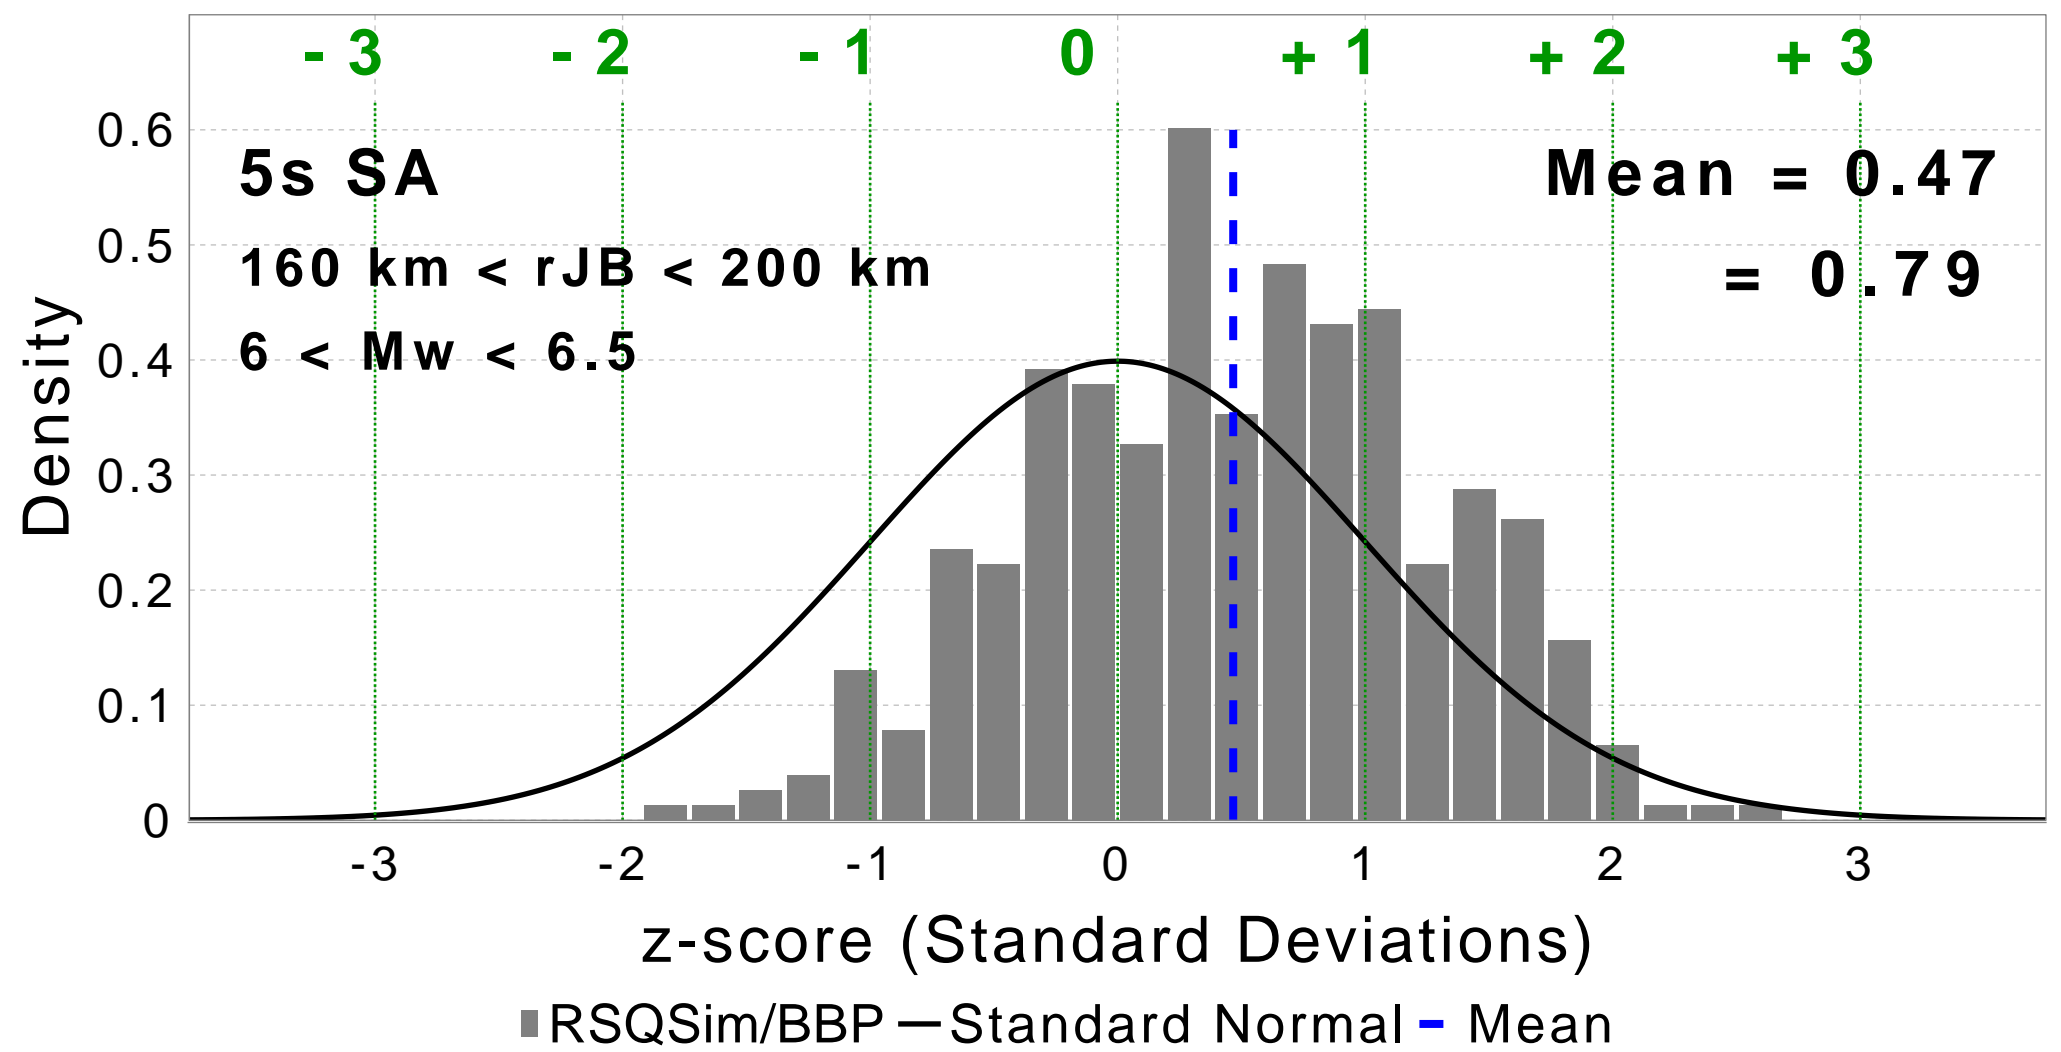 - 3 - 2 - 1 0 + 1 + 2 + 3
5s SA
160 km < rJB < 200 km
6 < Mw < 6.5
Mean = 0.47
= 0.79
Density
0.6
0.5
0.4
0.3
0.2
0.1
0
-3 -2 -1 0 1 2 3
z-score (Standard Deviations)
RSQSim/BBP Standard Normal Mean